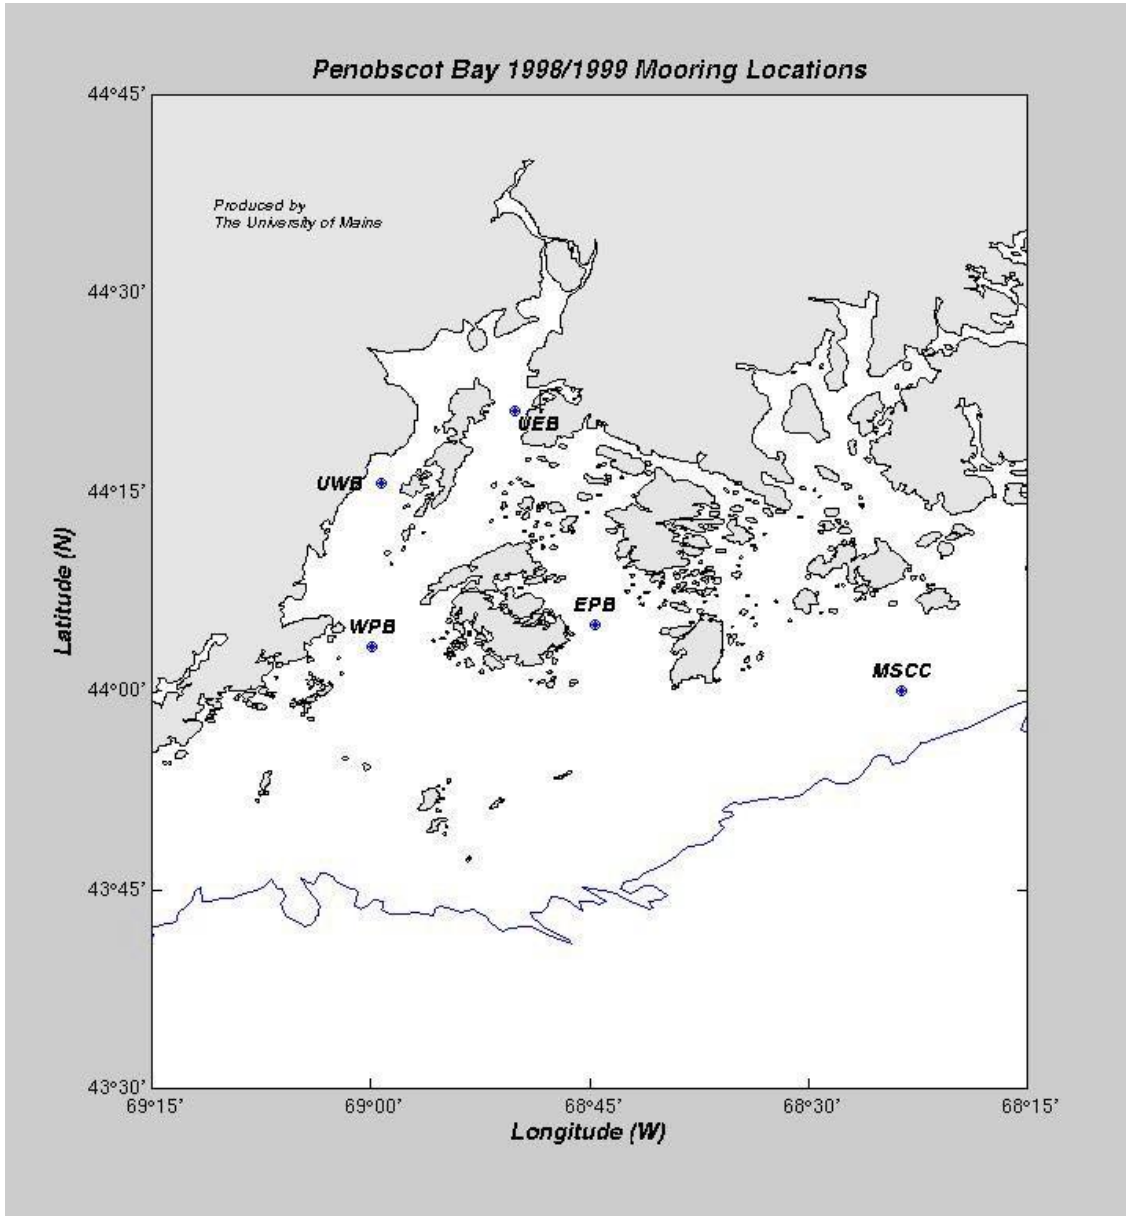 Penobscot Bay 1998/1999 Mooring Locations
44°45'
Produced by
The University of Maine
44°30'
UEB
UWB
44°15'
Latitude (N)
EPB
WPB
MSCC
44°00'
43°45'
43°30'
69°15' 69°00' 68°45' 68°30' 68°15'
Longitude (W)